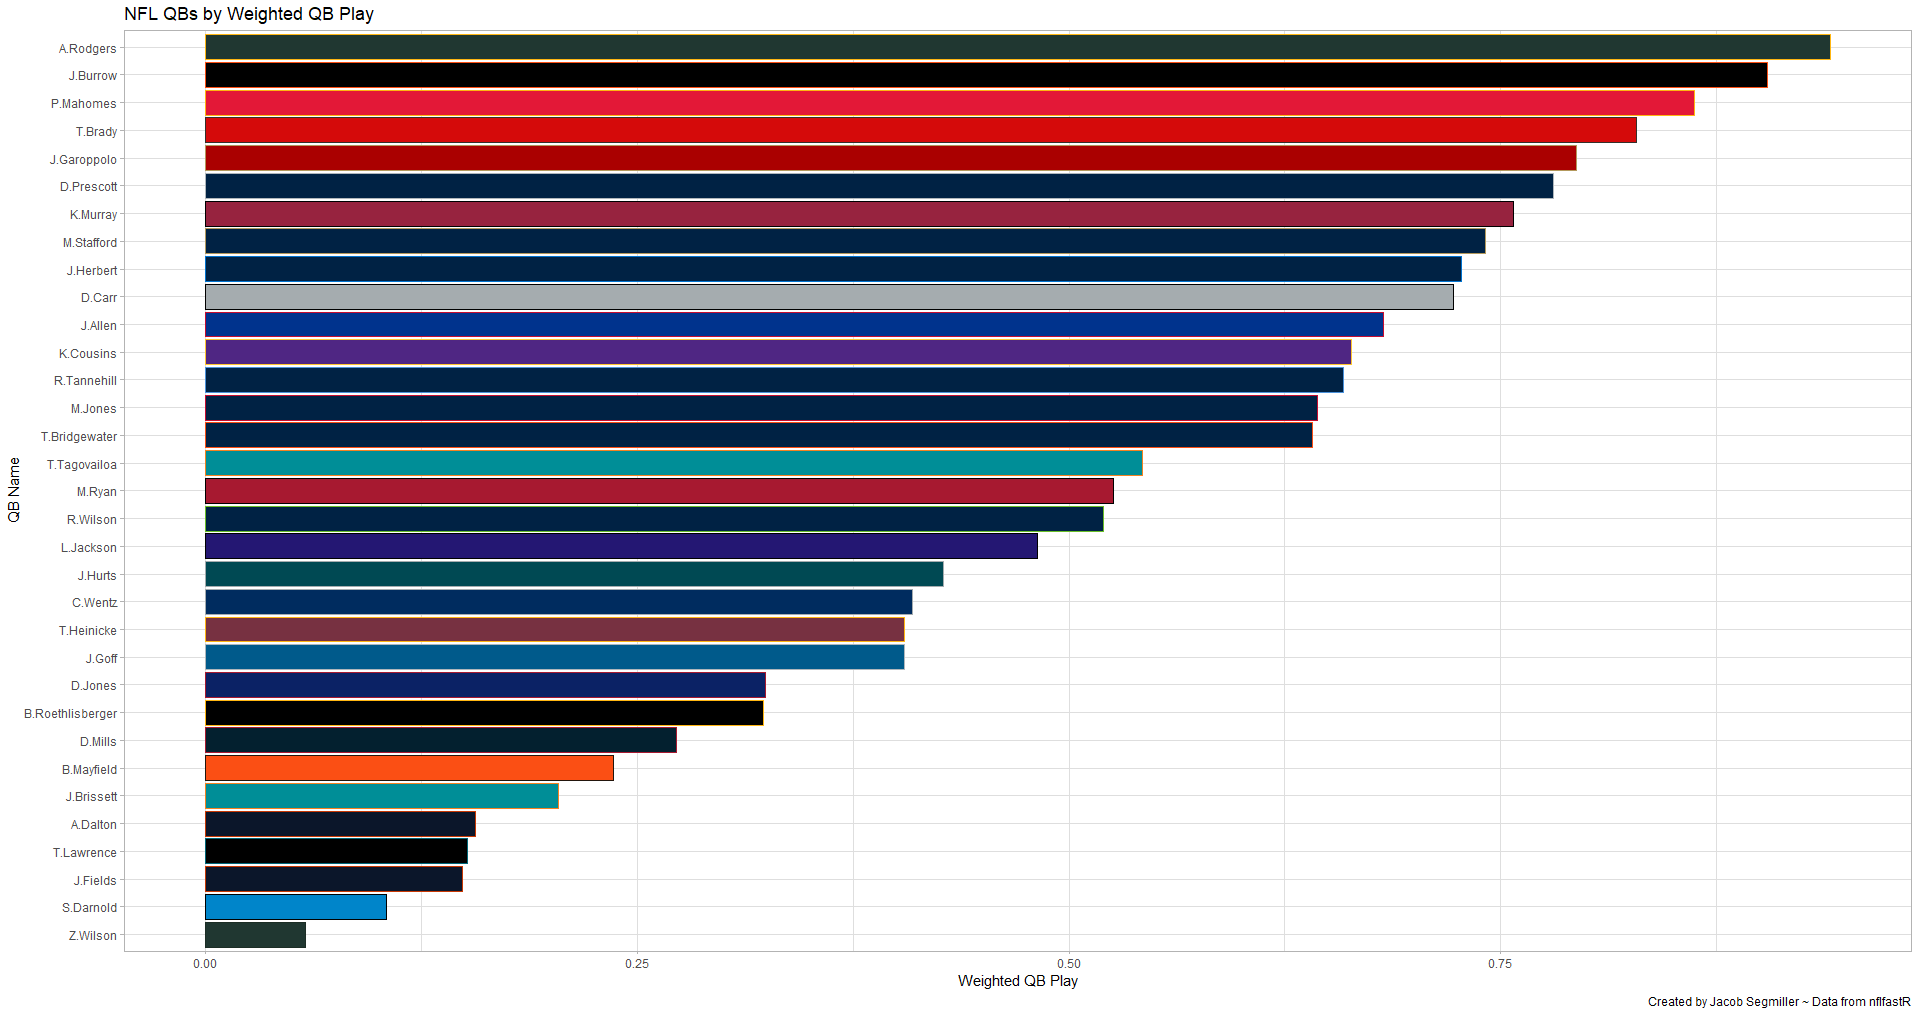 NFL QBs by Weighted QB Play
A.Rodgers
J.Burrow
P.Mahomes
T.Brady
J.Garoppolo
D.Prescott
K.Murray
M.Stafford
J.Herbert
D.Carr
J.Allen
K.Cousins
R.Tannehill
M.Jones
T.Bridgewater
T.Tagovailoa
M.Ryan
R.Wilson
L.Jackson
J.Hurts
C.Wentz
T.Heinicke
J.Goff
D.Jones
B.Roethlisberger
D.Mills
B.Mayfield
J.Brissett
A.Dalton
T.Lawrence
J.Fields
S.Darnold
Z.Wilson
QB Name
0.00 0.25 0.50 0.75
Weighted QB Play
Created by Jacob Segmiller ~ Data from nflfastR